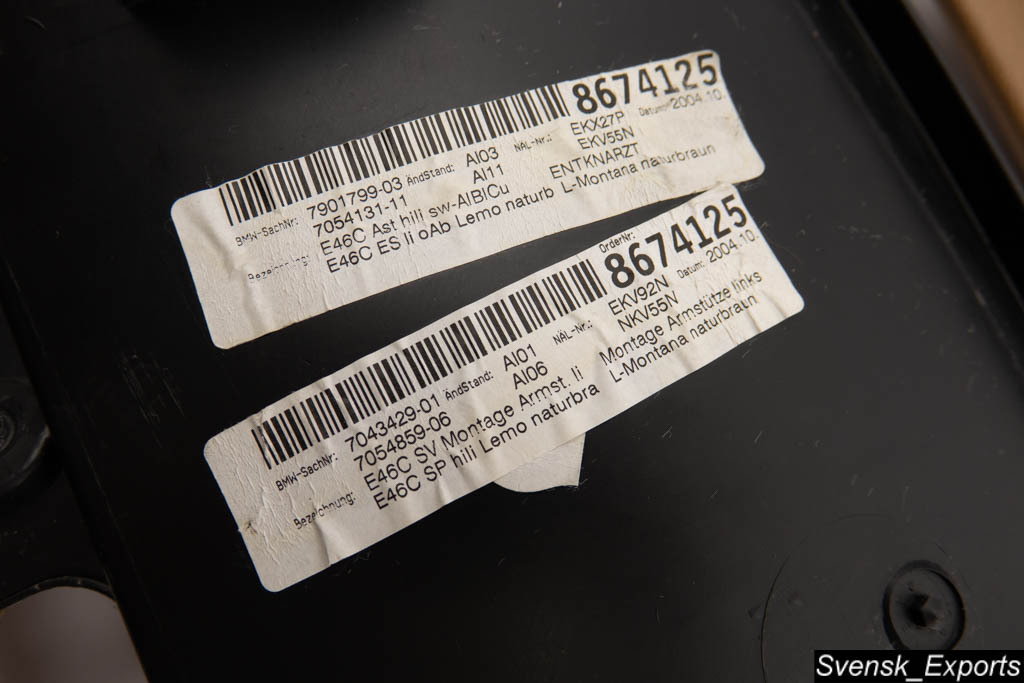 8674125
BMW-SachNr: 7901799-03 ÄndStand: AI03 NAL-Nr.: EKX27P Datum: 2004.10.
7054131-11 AI11 EKV55N
Bezeichnung: E46C Ast hili sw-AIBICu ENTKNARZT
E46C ES li oAb Lemo naturb L-Montana naturbraun
OrderNr: 8674125
BMW-SachNr: 7043429-01 ÄndStand: AI01 NAL-Nr.: EKV92N Datum: 2004.10.
7054859-06 AI06 NKV55N
Bezeichnung: E46C SV Montage Armst. li Montage Armstütze links
E46C SP hili Lemo naturbra L-Montana naturbraun
Svensk_Exports